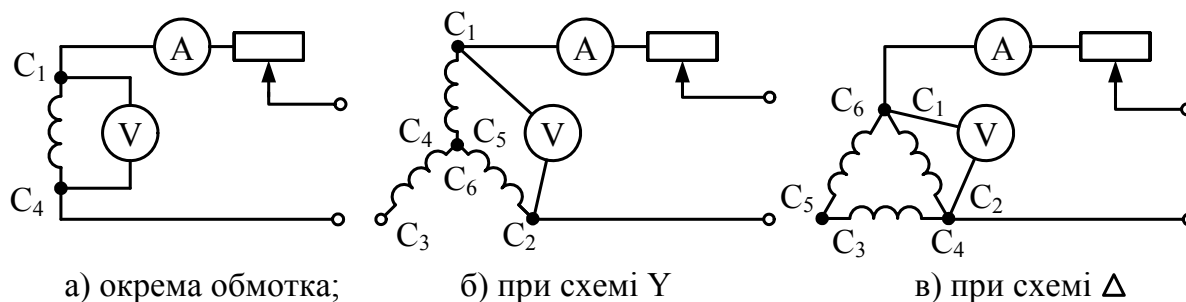 A
C₁
V
C₄
а) окрема обмотка;
C₁
A
V
C₄
C₅
C₆
C₃
C₂
б) при схемі Y
A
C₆
C₁
V
C₅
C₂
C₃
C₄
в) при схемі Δ